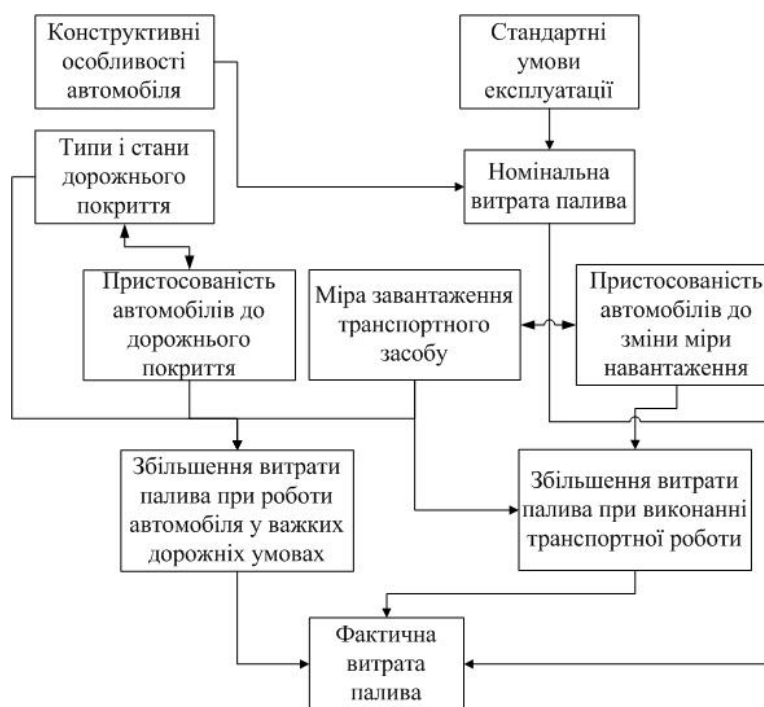 Конструктивні
особливості
автомобіля
Стандартні
умови
експлуатації
Типи і стани
дорожнього
покриття
Номінальна
витрата палива
Пристосованість
автомобілів до
дорожнього
покриття
Міра завантаження
транспортного
засобу
Пристосованість
автомобілів до
зміни міри
навантаження
Збільшення витрати
палива при роботи
автомобіля у важких
дорожніх умовах
Збільшення витрати
палива при виконанні
транспортної роботи
Фактична
витрата
палива